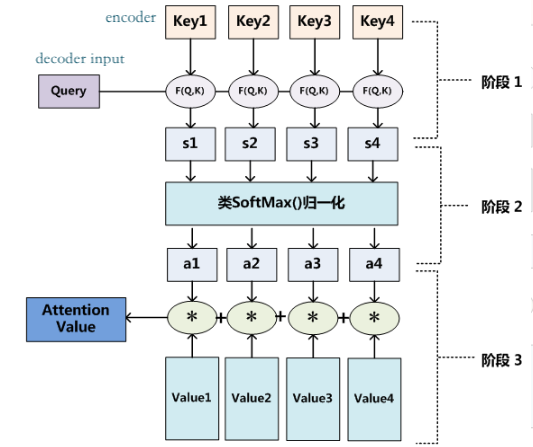 encoder
Key1 Key2 Key3 Key4
decoder input
Query
F(Q,K) F(Q,K) F(Q,K) F(Q,K)
阶段 1
s1 s2 s3 s4
类SoftMax()归一化
阶段 2
a1 a2 a3 a4
Attention
Value
* + * + * + *
阶段 3
Value1 Value2 Value3 Value4